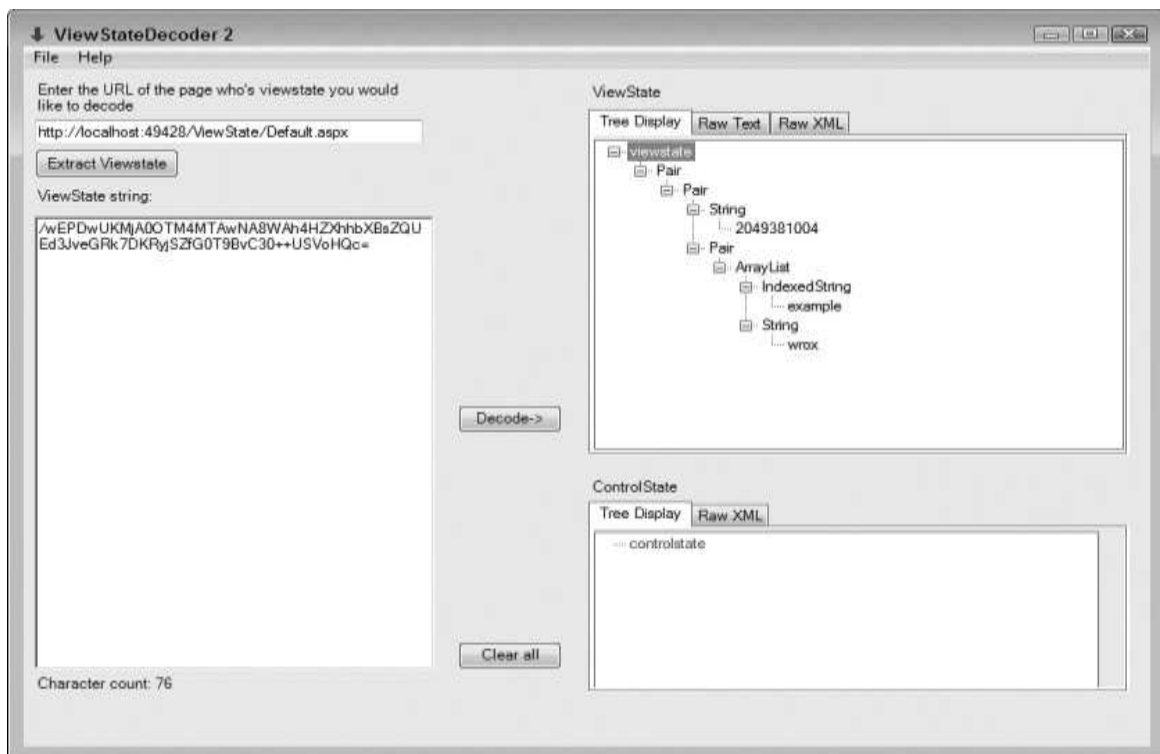 ViewStateDecoder 2
File Help
Enter the URL of the page who's viewstate you would
like to decode
http://localhost:49428/ViewState/Default.aspx
Extract Viewstate
ViewState string:
/wEPDwUKMjA0OTM4MTAwNA8WAh4HZXhhbXBsZQU
Ed3JveGRk7DKRyjSZfG0T9BvC30++USVoHQc=
Character count: 76
Decode->
Clear all
ViewState
Tree Display Raw Text Raw XML
viewstate
Pair
Pair
String
2049381004
Pair
ArrayList
IndexedString
example
String
wrox
ControlState
Tree Display Raw XML
controlstate